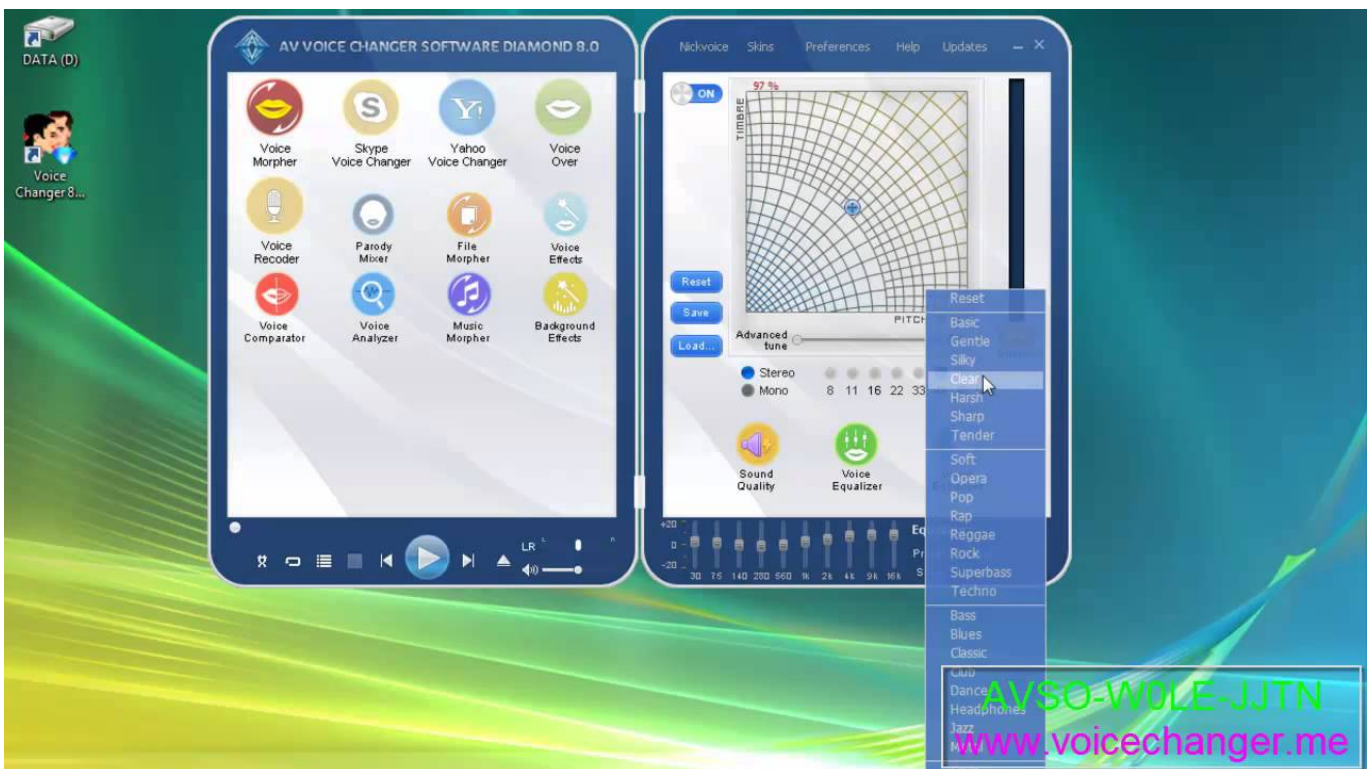 DATA (D)
Voice
Changer 8...
AV VOICE CHANGER SOFTWARE DIAMOND 8.0
Voice
Morpher
Skype
Voice Changer
Yahoo
Voice Changer
Voice
Over
Voice
Recoder
Parody
Mixer
File
Morpher
Voice
Effects
Voice
Comparator
Voice
Analyzer
Music
Morpher
Background
Effects
LR
Nickvoice Skins Preferences Help Updates
ON
97 %
TIMBRE
PITCH
Reset
Save
Load...
Advanced
tune
Stereo
Mono
8 11 16 22 33
Sound
Quality
Voice
Equalizer
+20
0
-20
30 75 140 280 560 1k 2k 4k 9k 16k
Reset
Basic
Gentle
Silky
Clear
Harsh
Sharp
Tender
Soft
Opera
Pop
Rap
Reggae
Rock
Superbass
Techno
Bass
Blues
Classic
Club
Dance
Headphones
Jazz
AVSO-W0LE-JJTN
www.voicechanger.me